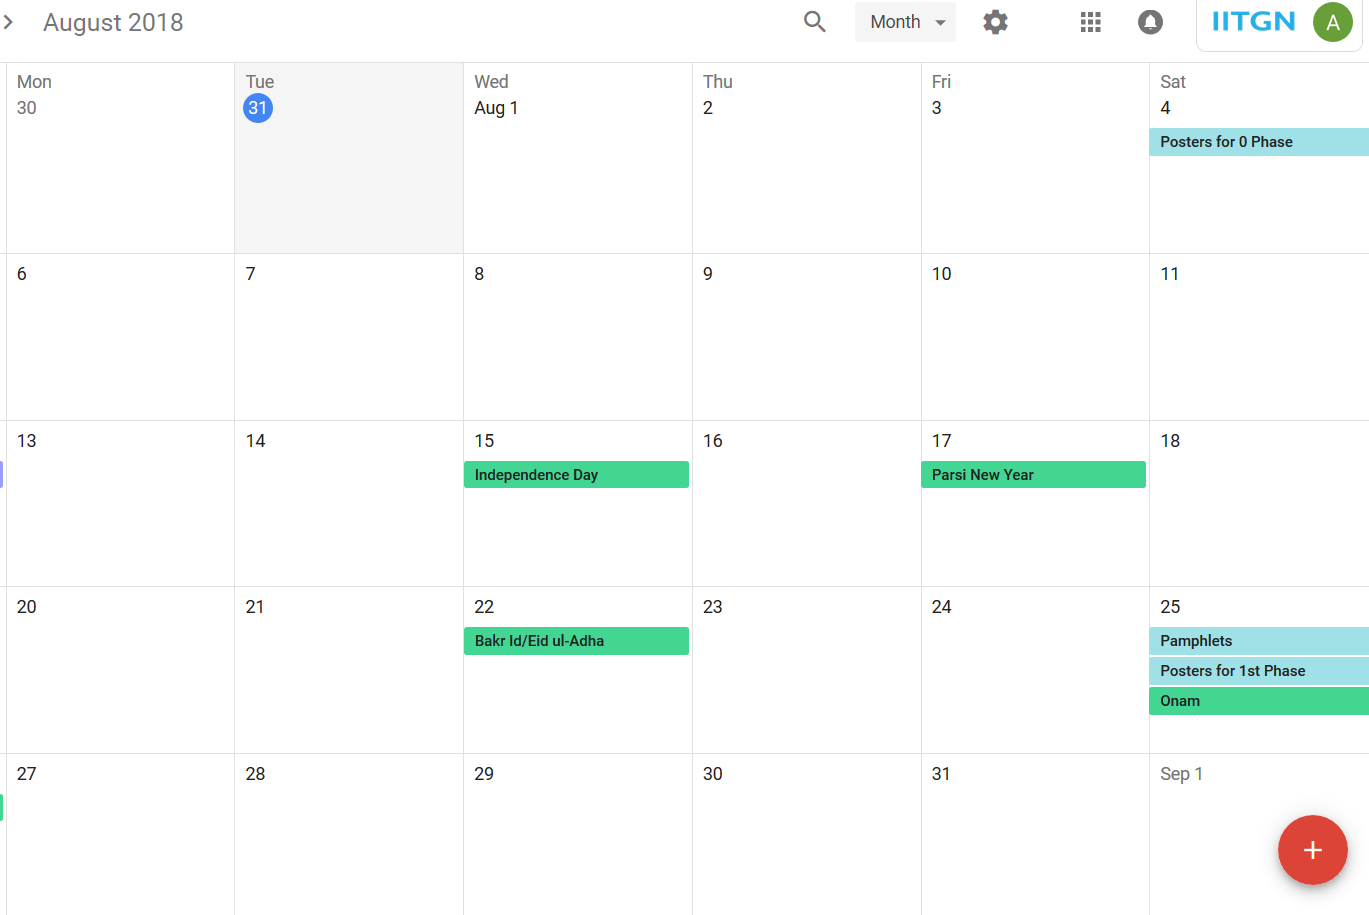 August 2018
Month
IITGN
A
Mon
Tue
Wed
Thu
Fri
Sat
30
31
Aug 1
2
3
4
Posters for 0 Phase
6
7
8
9
10
11
13
14
15
16
17
18
Independence Day
Parsi New Year
20
21
22
23
24
25
Bakr Id/Eid ul-Adha
Pamphlets
Posters for 1st Phase
Onam
27
28
29
30
31
Sep 1